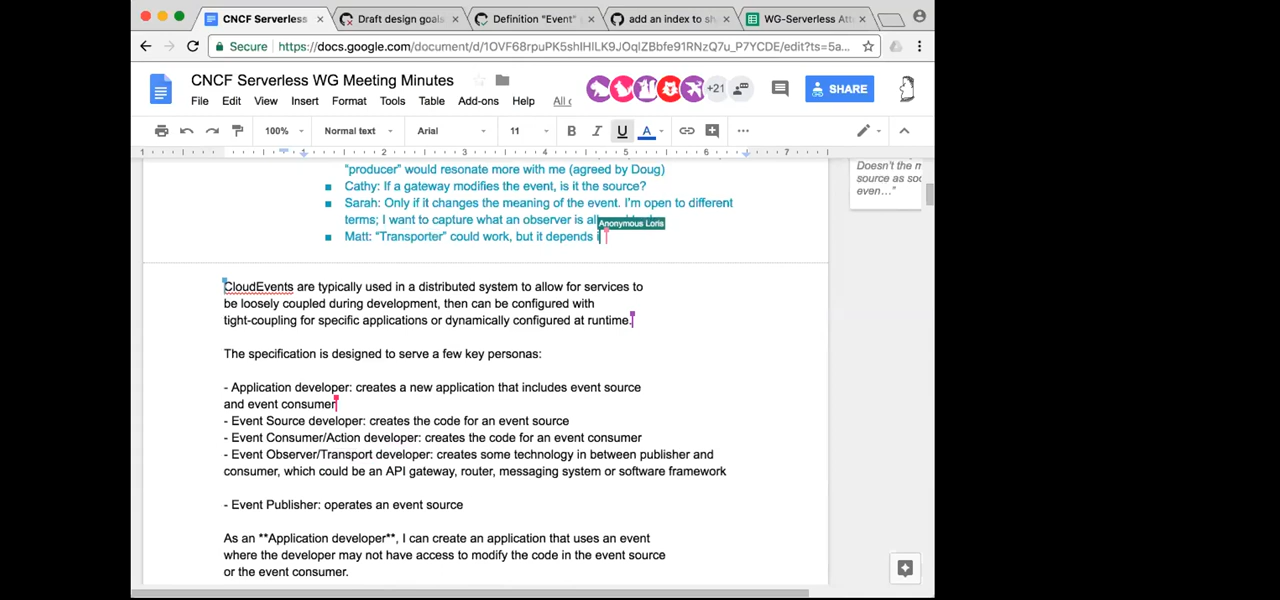 CNCF Serverless
Draft design goals
Definition "Event"
add an index to sh
WG-Serverless Att
Secure
https://docs.google.com/document/d/1OVF68rpuPK5shIHILK9JOqlZBbfe91RNzQ7u_P7YCDE/edit?ts=5a...
CNCF Serverless WG Meeting Minutes
+21
SHARE
File Edit View Insert Format Tools Table Add-ons Help All c
100% Normal text Arial 11 B I U A
1 1 2 3 4 5 6 7
"producer" would resonate more with me (agreed by Doug)
Cathy: If a gateway modifies the event, is it the source?
Sarah: Only if it changes the meaning of the event. I'm open to different
terms; I want to capture what an observer is
Anonymous Loris
Matt: "Transporter" could work, but it depends i
Doesn't the m
source as soo
even..."
CloudEvents are typically used in a distributed system to allow for services to
be loosely coupled during development, then can be configured with
tight-coupling for specific applications or dynamically configured at runtime.
The specification is designed to serve a few key personas:
- Application developer: creates a new application that includes event source
and event consumer
- Event Source developer: creates the code for an event source
- Event Consumer/Action developer: creates the code for an event consumer
- Event Observer/Transport developer: creates some technology in between publisher and
consumer, which could be an API gateway, router, messaging system or software framework
- Event Publisher: operates an event source
As an **Application developer**, I can create an application that uses an event
where the developer may not have access to modify the code in the event source
or the event consumer.